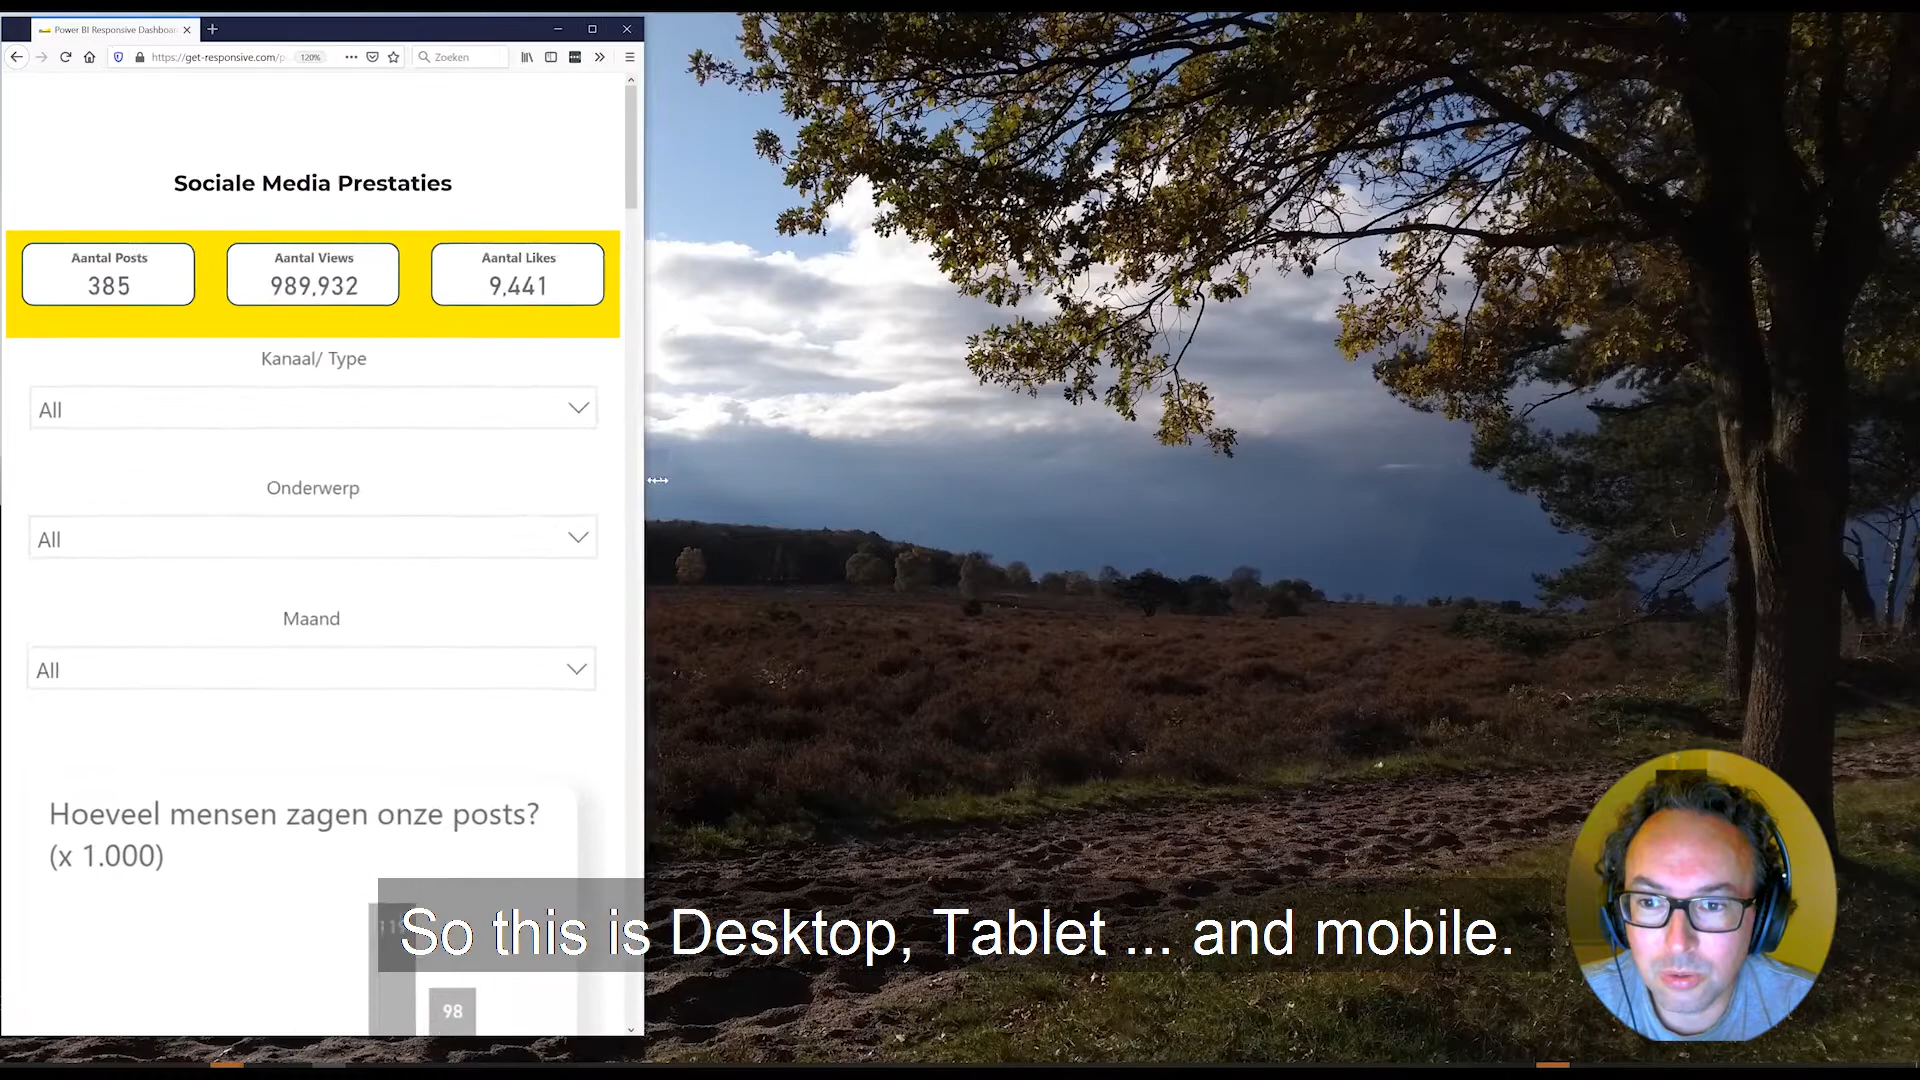 Power BI Responsive Dashboar
https://get-responsive.com/p
120%
Zoeken
Sociale Media Prestaties
Aantal Posts
385
Aantal Views
989,932
Aantal Likes
9,441
Kanaal/ Type
All
Onderwerp
All
Maand
All
Hoeveel mensen zagen onze posts?
(x 1.000)
So this is Desktop, Tablet ... and mobile.
98